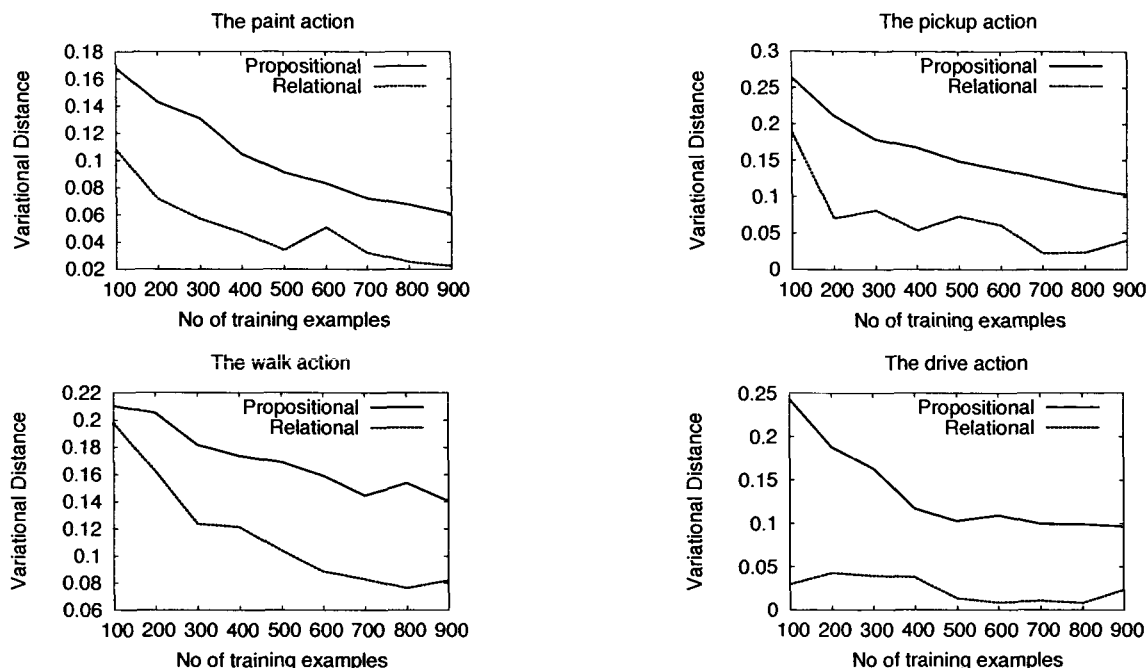 The paint action
Variational Distance
0.18
0.16
0.14
0.12
0.1
0.08
0.06
0.04
0.02
Propositional
Relational
100 200 300 400 500 600 700 800 900
No of training examples
The pickup action
Variational Distance
0.3
0.25
0.2
0.15
0.1
0.05
0
Propositional
Relational
100 200 300 400 500 600 700 800 900
No of training examples
The walk action
Variational Distance
0.22
0.2
0.18
0.16
0.14
0.12
0.1
0.08
0.06
Propositional
Relational
100 200 300 400 500 600 700 800 900
No of training examples
The drive action
Variational Distance
0.25
0.2
0.15
0.1
0.05
0
Propositional
Relational
100 200 300 400 500 600 700 800 900
No of training examples